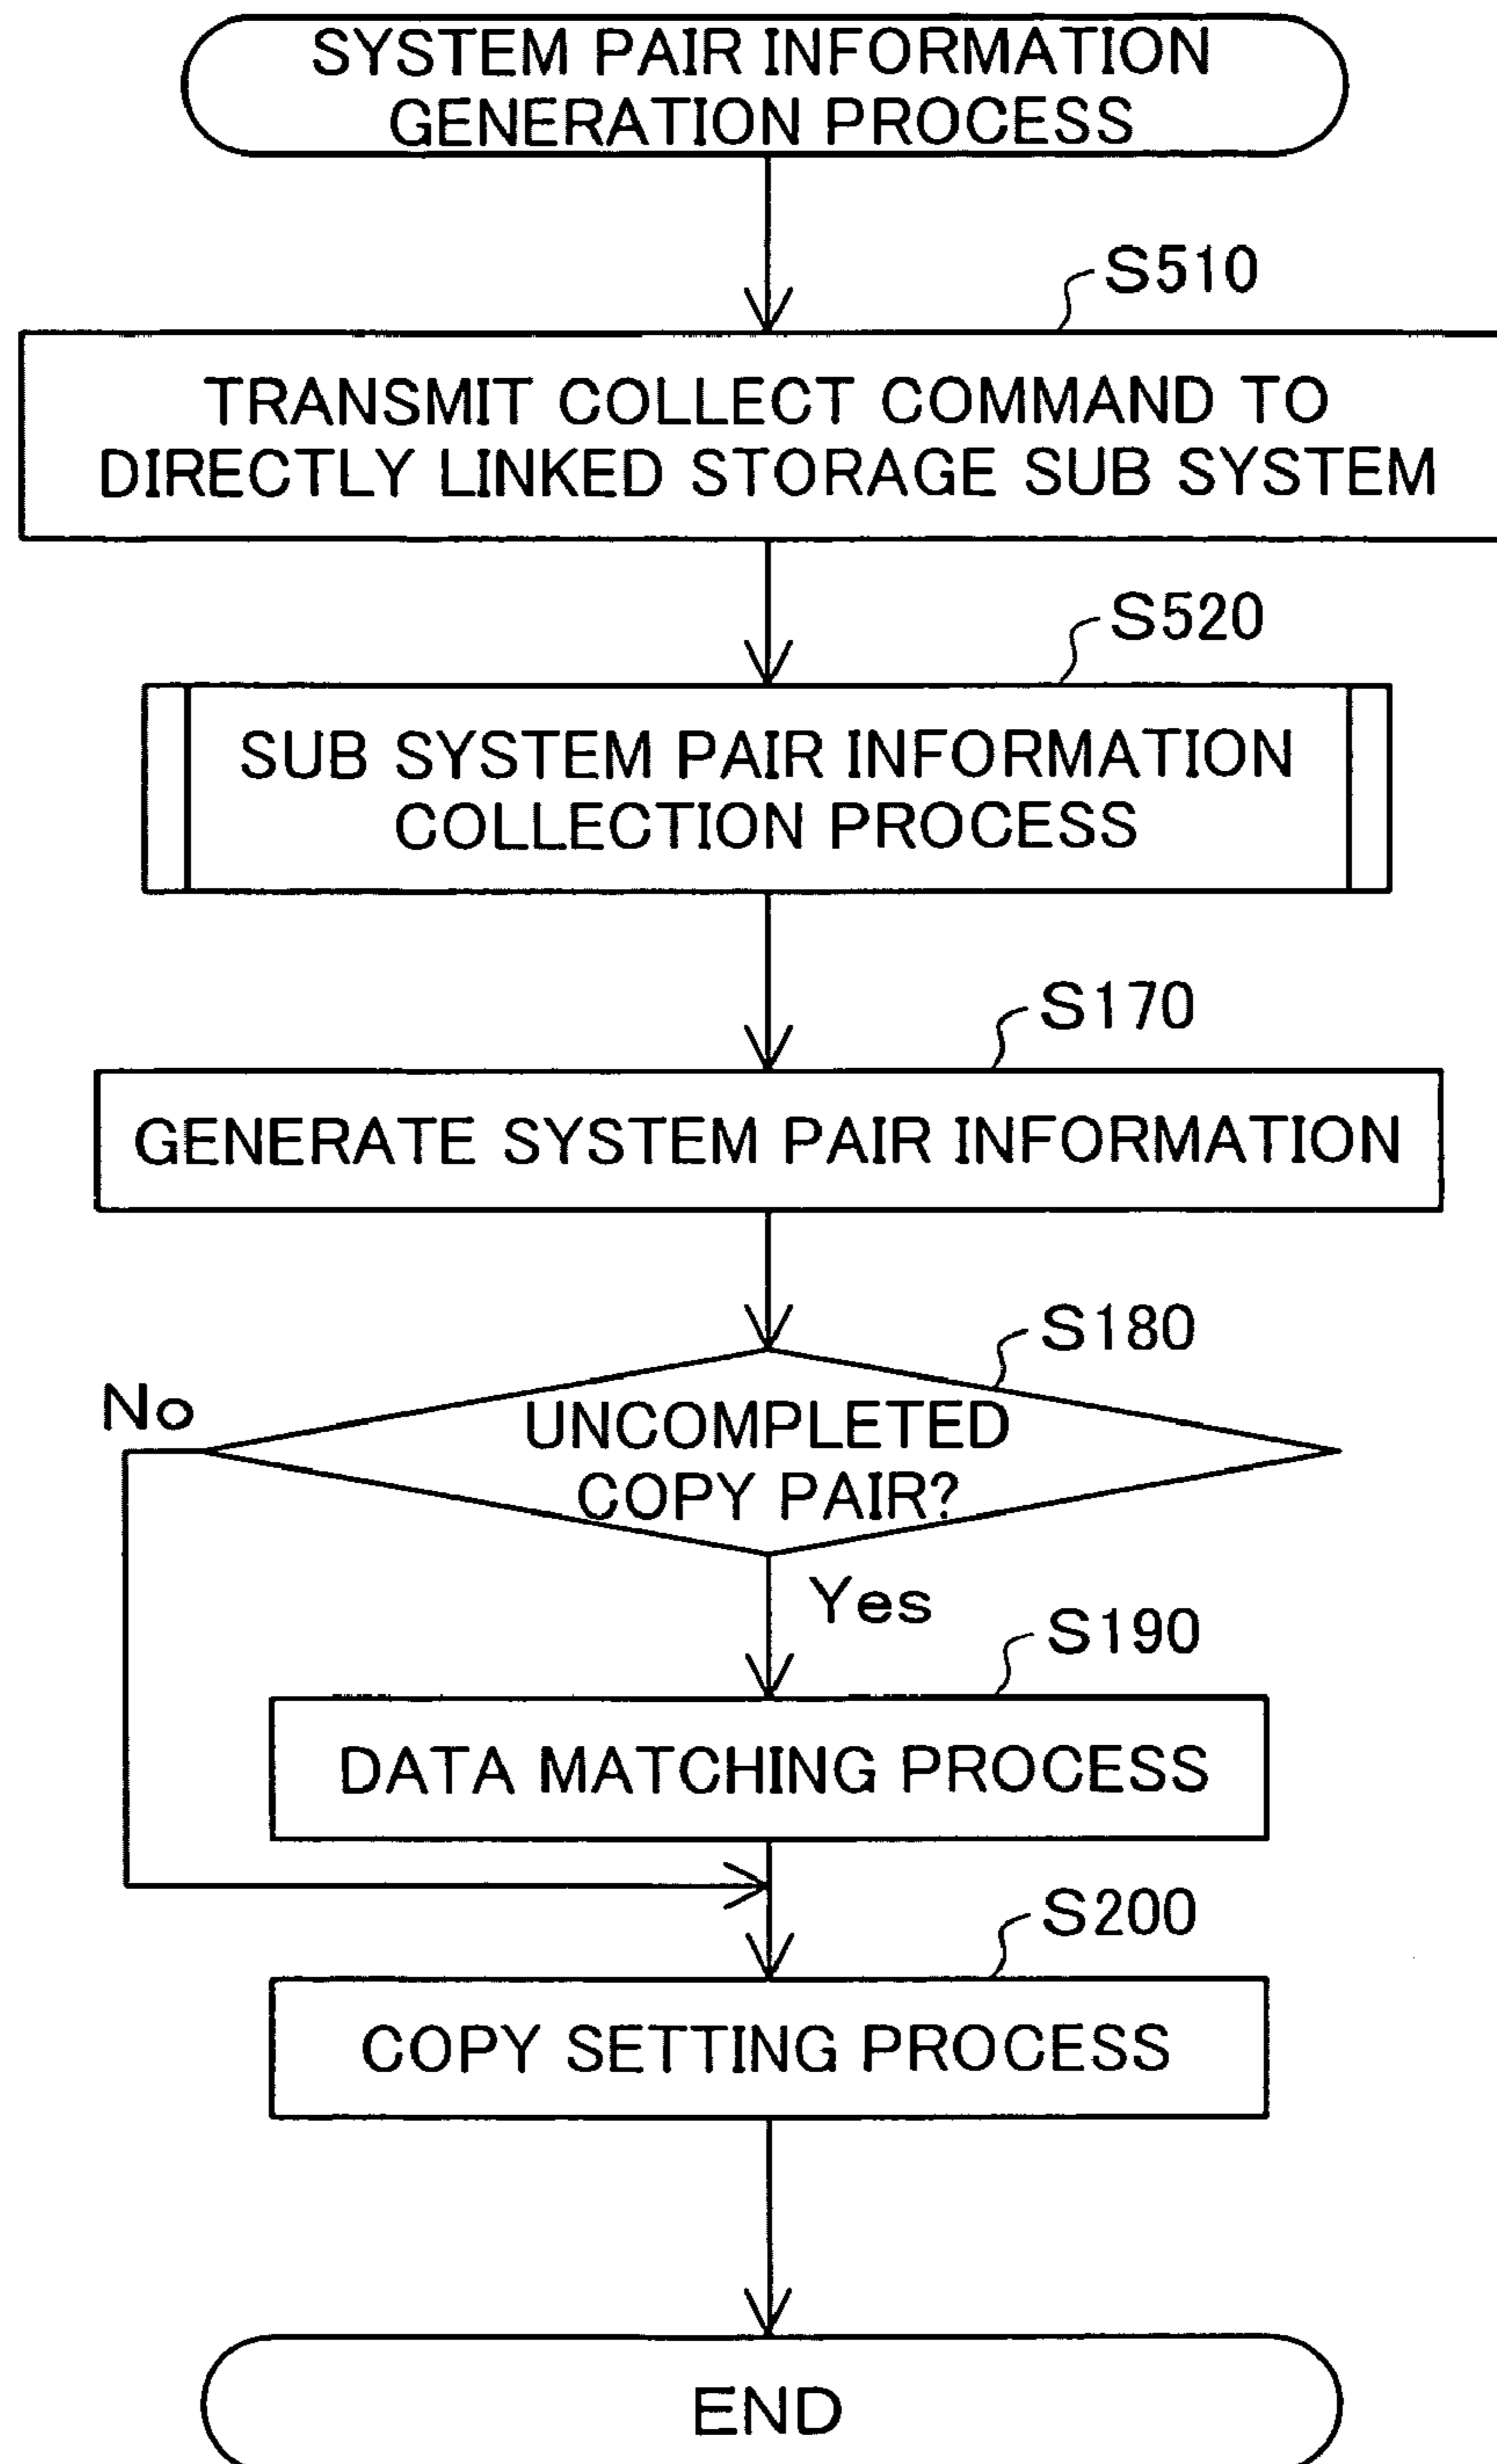 SYSTEM PAIR INFORMATION
GENERATION PROCESS
S510
TRANSMIT COLLECT COMMAND TO
DIRECTLY LINKED STORAGE SUB SYSTEM
S520
SUB SYSTEM PAIR INFORMATION
COLLECTION PROCESS
S170
GENERATE SYSTEM PAIR INFORMATION
S180
No
UNCOMPLETED
COPY PAIR?
Yes
S190
DATA MATCHING PROCESS
S200
COPY SETTING PROCESS
END